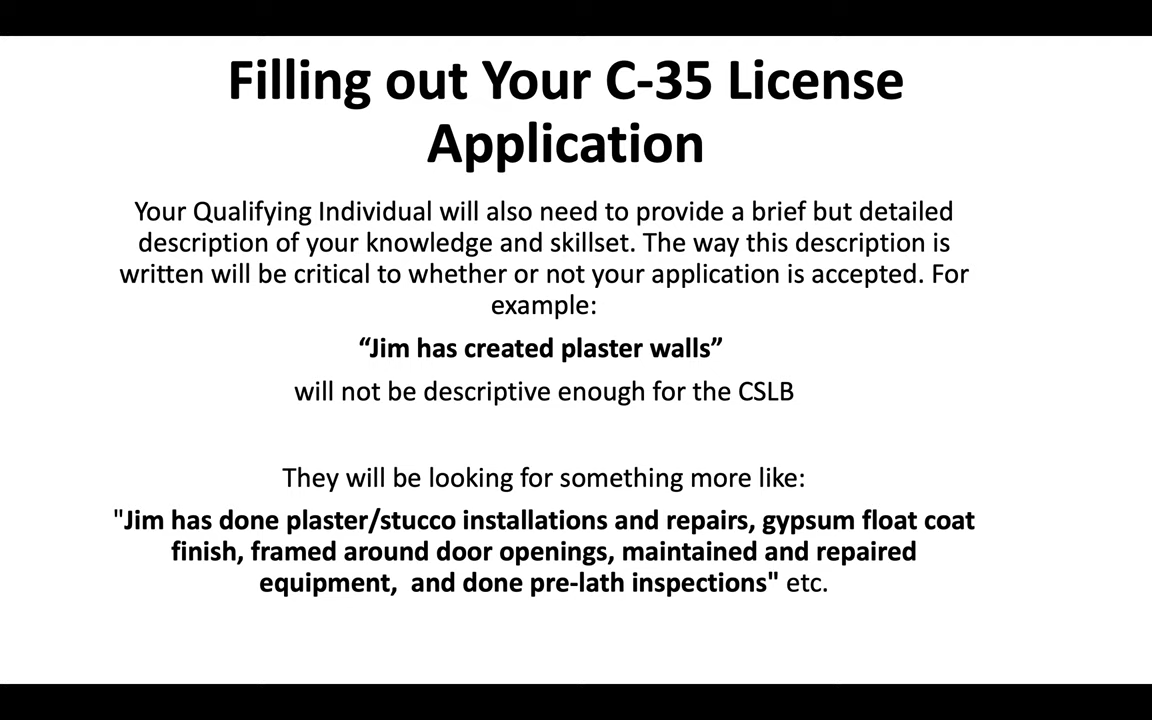 Filling out Your C-35 License
Application
Your Qualifying Individual will also need to provide a brief but detailed
description of your knowledge and skillset. The way this description is
written will be critical to whether or not your application is accepted. For
example:
“Jim has created plaster walls”
will not be descriptive enough for the CSLB
They will be looking for something more like:
"Jim has done plaster/stucco installations and repairs, gypsum float coat
finish, framed around door openings, maintained and repaired
equipment,  and done pre-lath inspections" etc.